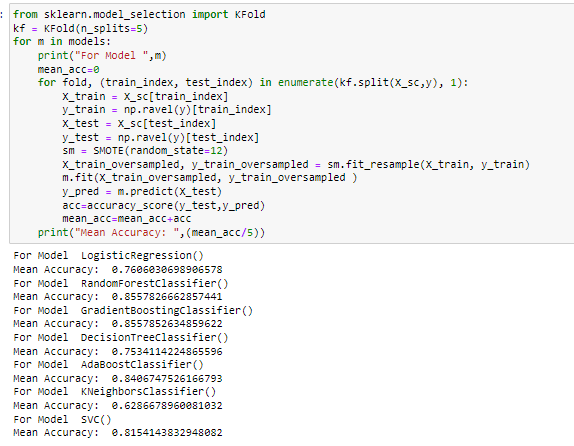 : from sklearn.model_selection import KFold
kf = KFold(n_splits=5)
for m in models:
    print("For Model ",m)
    mean_acc=0
    for fold, (train_index, test_index) in enumerate(kf.split(X_sc,y), 1):
        X_train = X_sc[train_index]
        y_train = np.ravel(y)[train_index]
        X_test = X_sc[test_index]
        y_test = np.ravel(y)[test_index]
        sm = SMOTE(random_state=12)
        X_train_oversampled, y_train_oversampled = sm.fit_resample(X_train, y_train)
        m.fit(X_train_oversampled, y_train_oversampled )
        y_pred = m.predict(X_test)
        acc=accuracy_score(y_test,y_pred)
        mean_acc=mean_acc+acc
    print("Mean Accuracy: ",(mean_acc/5))
For Model  LogisticRegression()
Mean Accuracy:  0.7606030698906578
For Model  RandomForestClassifier()
Mean Accuracy:  0.8557826662857441
For Model  GradientBoostingClassifier()
Mean Accuracy:  0.8557852634859622
For Model  DecisionTreeClassifier()
Mean Accuracy:  0.7534114224865596
For Model  AdaBoostClassifier()
Mean Accuracy:  0.8406747526166793
For Model  KNeighborsClassifier()
Mean Accuracy:  0.6286678960081032
For Model  SVC()
Mean Accuracy:  0.8154143832948082